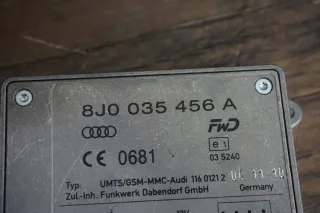 8J0 035 456 A
FWD
e1
CE 0681
03 5240
Typ: UMTS/GSM-MMC-Audi 116 0121 2
Zul.-Inh. Funkwerk Dabendorf GmbH Germany